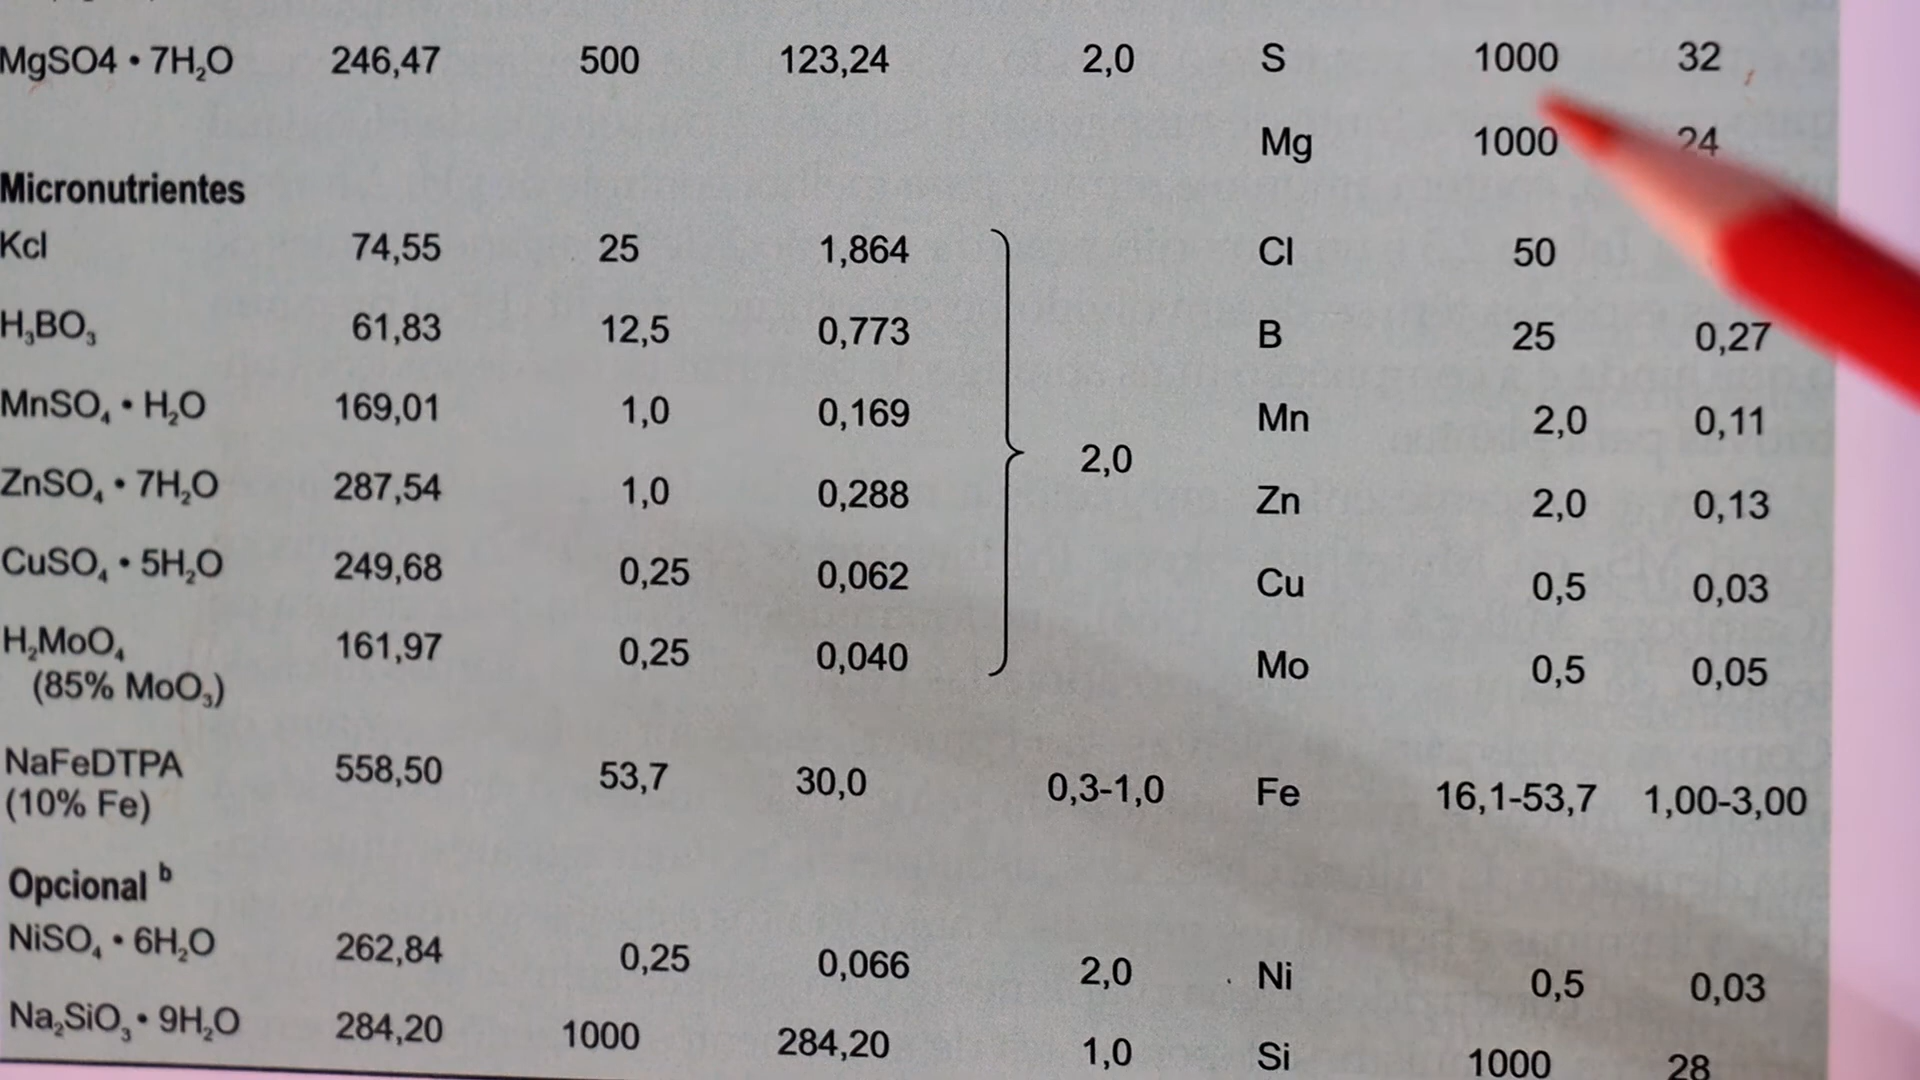 MgSO4 • 7H₂O 246,47 500 123,24 2,0 S 1000 32
Mg 1000 24
Micronutrientes
Kcl 74,55 25 1,864 Cl 50
H₃BO₃ 61,83 12,5 0,773 B 25 0,27
MnSO₄ • H₂O 169,01 1,0 0,169 Mn 2,0 0,11
2,0
ZnSO₄ • 7H₂O 287,54 1,0 0,288 Zn 2,0 0,13
CuSO₄ • 5H₂O 249,68 0,25 0,062 Cu 0,5 0,03
H₂MoO₄ 161,97 0,25 0,040 Mo 0,5 0,05
(85% MoO₃)
NaFeDTPA 558,50 53,7 30,0 0,3-1,0 Fe 16,1-53,7 1,00-3,00
(10% Fe)
Opcional ᵇ
NiSO₄ • 6H₂O 262,84 0,25 0,066 2,0 Ni 0,5 0,03
Na₂SiO₃ • 9H₂O 284,20 1000 284,20 1,0 Si 1000 28